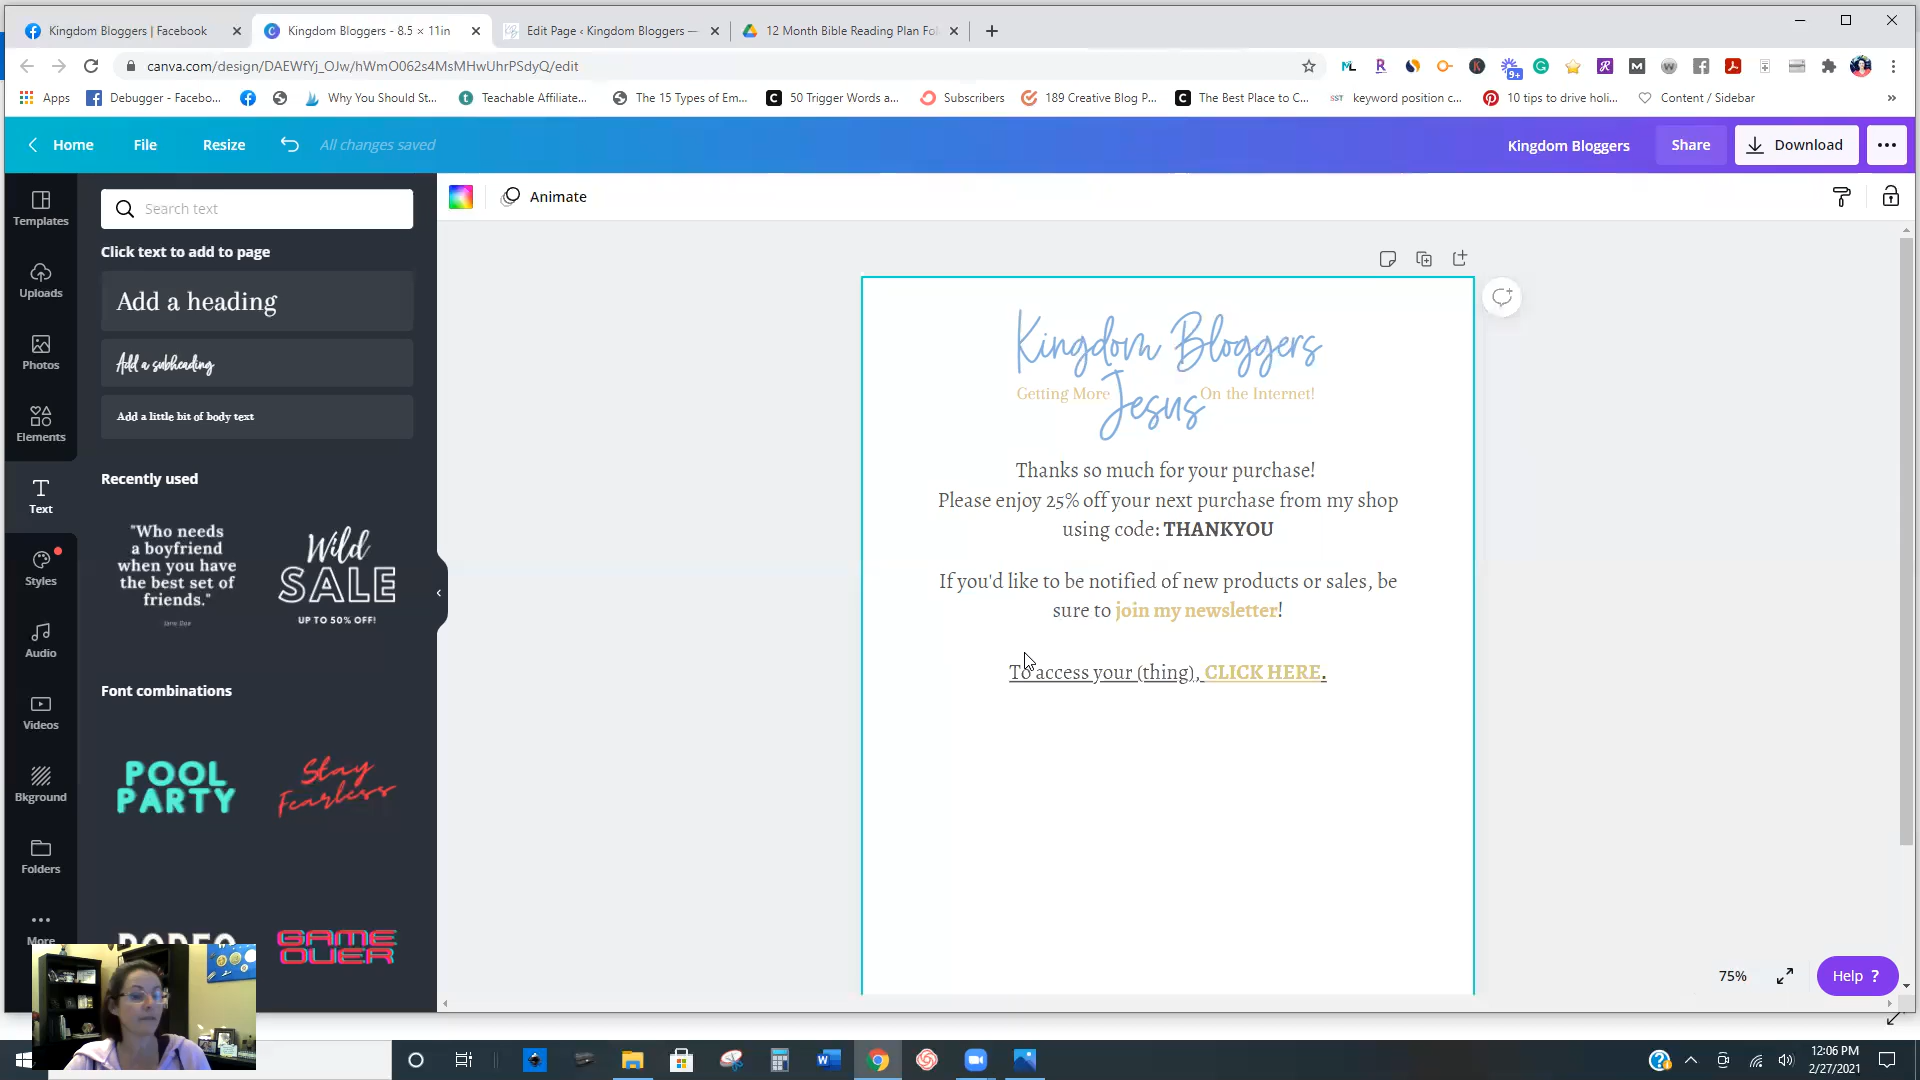 Kingdom Bloggers | Facebook
Kingdom Bloggers - 8.5 × 11in
Edit Page ‹ Kingdom Bloggers —
12 Month Bible Reading Plan Fo
canva.com/design/DAEWfYj_OJw/hWmO062s4MsMHwUhrPSdyQ/edit
9+
Apps
Debugger - Facebo...
Why You Should St...
Teachable Affiliate...
The 15 Types of Em...
50 Trigger Words a...
Subscribers
189 Creative Blog P...
The Best Place to C...
SST keyword position c...
10 tips to drive holi...
Content / Sidebar
»
Home
File
Resize
All changes saved
Kingdom Bloggers
Share
Download
Templates
Uploads
Photos
Elements
Text
Styles
Audio
Videos
Bkground
Folders
More
Search text
Click text to add to page
Add a heading
Add a subheading
Add a little bit of body text
Recently used
"Who needs
a boyfriend
when you have
the best set of
friends."
Jane Doe
Wild
SALE
UP TO 50% OFF!
Font combinations
POOL
PARTY
Stay
Fearless
RODEO
GAME
OVER
Animate
Kingdom Bloggers
Getting More Jesus On the Internet!
Thanks so much for your purchase!
Please enjoy 25% off your next purchase from my shop
using code: THANKYOU
If you'd like to be notified of new products or sales, be
sure to join my newsletter!
To access your (thing), CLICK HERE.
75%
Help ?
12:06 PM
2/27/2021